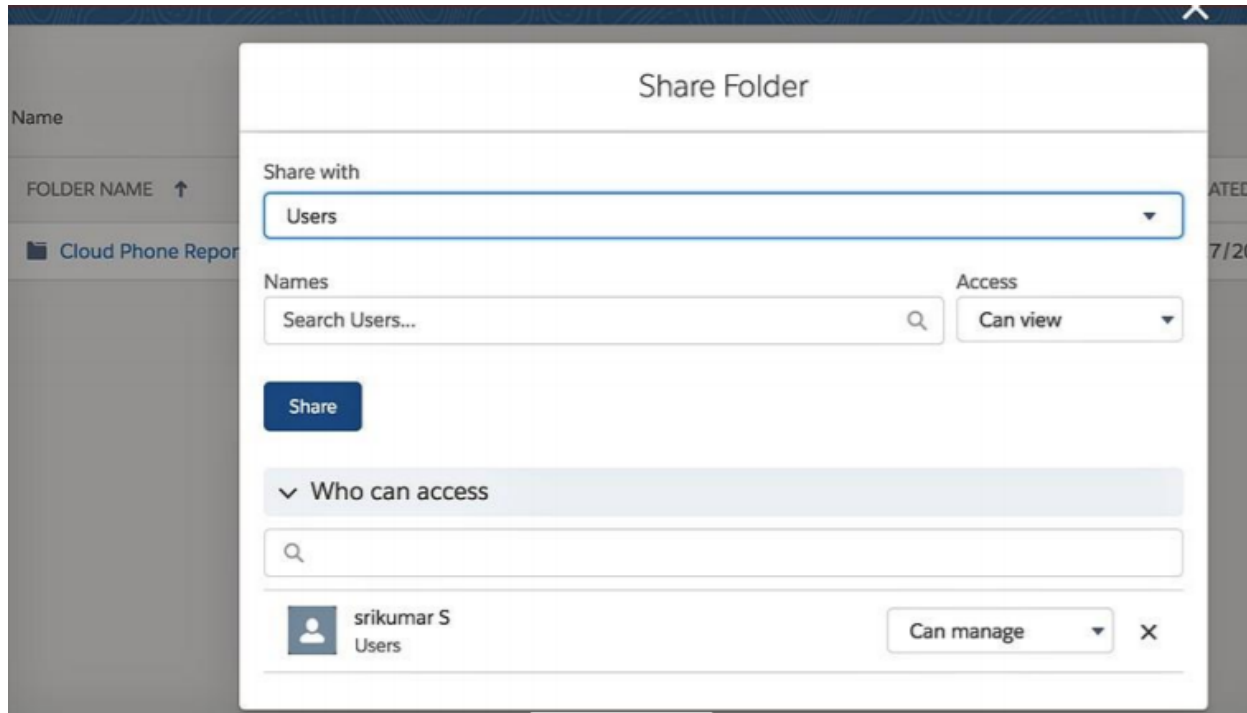 Share Folder
Name
Share with
FOLDER NAME
Users
Cloud Phone Repor
Names
Access
Search Users...
Can view
Share
Who can access
srikumar S
Users
Can manage